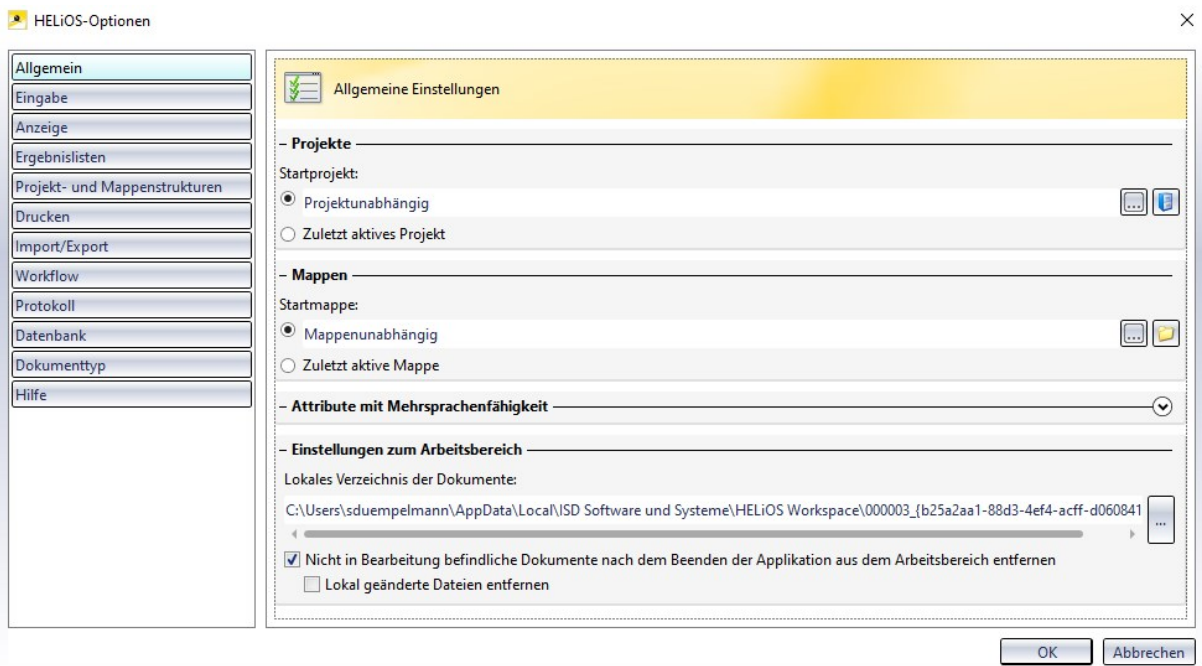 HELiOS-Optionen
Allgemein
Eingabe
Anzeige
Ergebnislisten
Projekt- und Mappenstrukturen
Drucken
Import/Export
Workflow
Protokoll
Datenbank
Dokumenttyp
Hilfe
Allgemeine Einstellungen
– Projekte
Startprojekt:
Projektunabhängig
...
Zuletzt aktives Projekt
– Mappen
Startmappe:
Mappenunabhängig
...
Zuletzt aktive Mappe
– Attribute mit Mehrsprachenfähigkeit
– Einstellungen zum Arbeitsbereich
Lokales Verzeichnis der Dokumente:
C:\Users\sduempelmann\AppData\Local\ISD Software und Systeme\HELiOS Workspace\000003_{b25a2aa1-88d3-4ef4-acff-d060841
...
Nicht in Bearbeitung befindliche Dokumente nach dem Beenden der Applikation aus dem Arbeitsbereich entfernen
Lokal geänderte Dateien entfernen
OK
Abbrechen